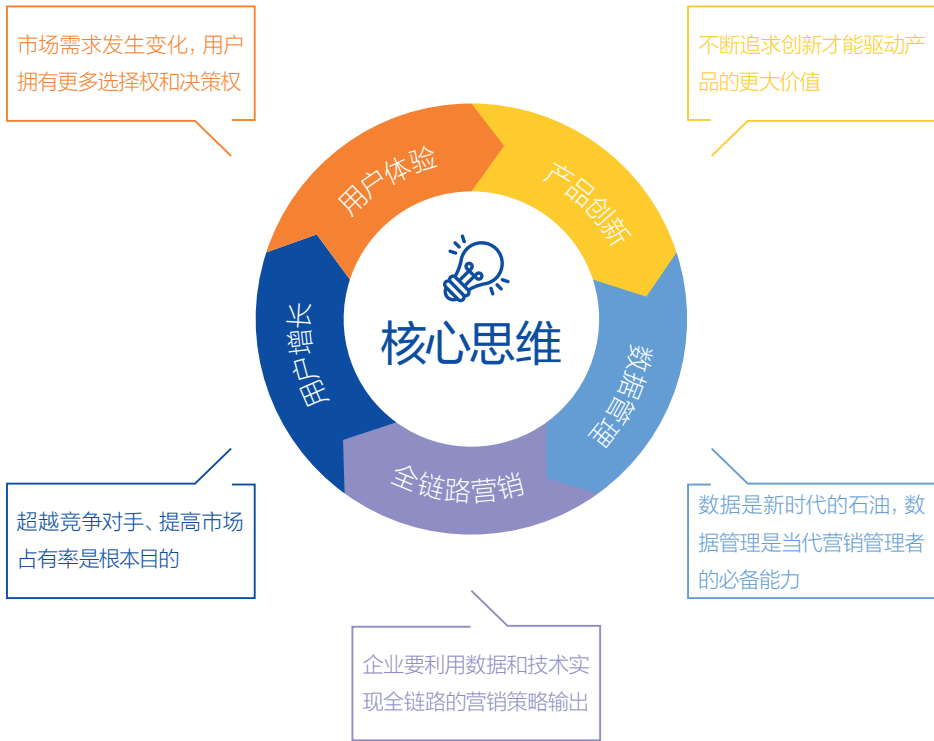 市场需求发生变化，用户
拥有更多选择权和决策权
不断追求创新才能驱动产
品的更大价值
用户体验
产品创新
核心思维
用户增长
数据管理
全链路营销
超越竞争对手、提高市场
占有率是根本目的
数据是新时代的石油，数
据管理是当代营销管理者
的必备能力
企业要利用数据和技术实
现全链路的营销策略输出